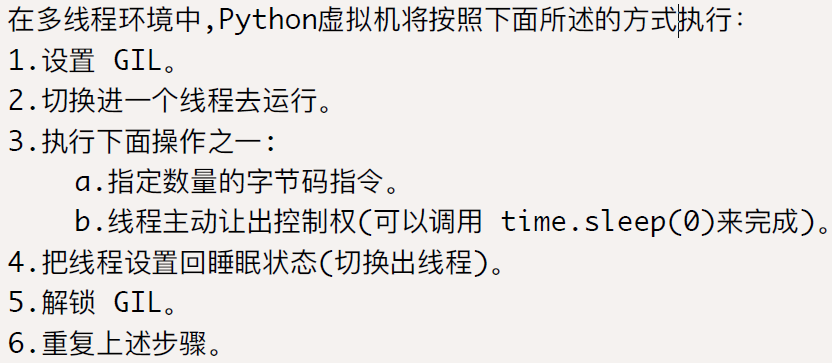 在多线程环境中,Python虚拟机将按照下面所述的方式执行:
1.设置 GIL。
2.切换进一个线程去运行。
3.执行下面操作之一:
a.指定数量的字节码指令。
b.线程主动让出控制权(可以调用 time.sleep(0)来完成)。
4.把线程设置回睡眠状态(切换出线程)。
5.解锁 GIL。
6.重复上述步骤。